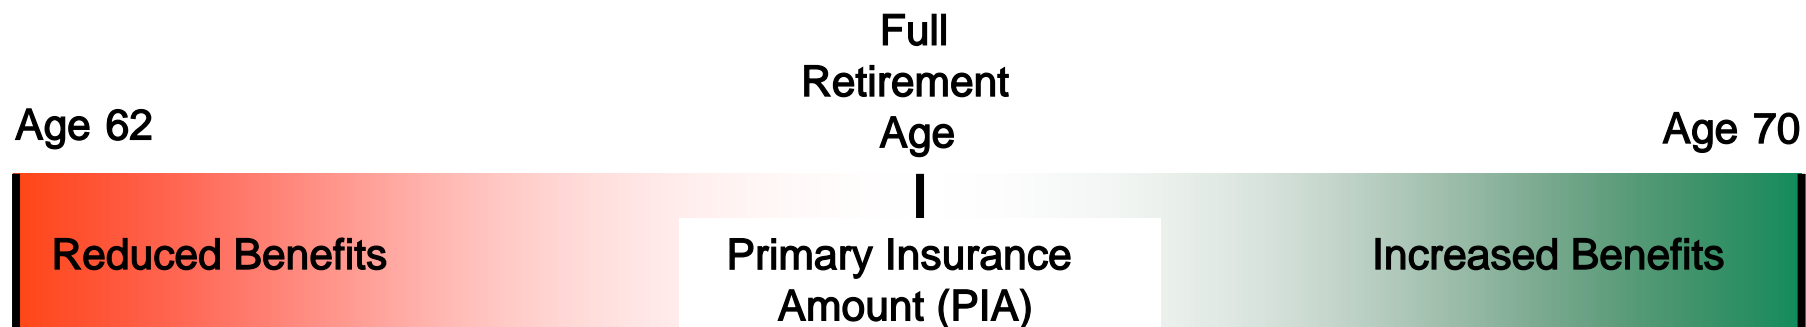 Full
Retirement
Age
Age 62
Age 70
Reduced Benefits
Primary Insurance
Amount (PIA)
Increased Benefits